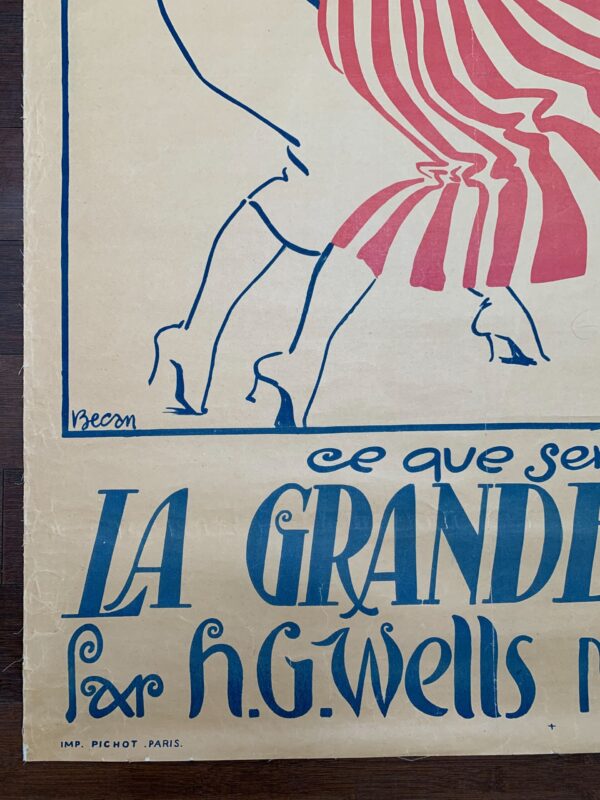 Becan
ce que ser
LA GRANDE
par h.G.Wells
IMP. PICHOT . PARIS.